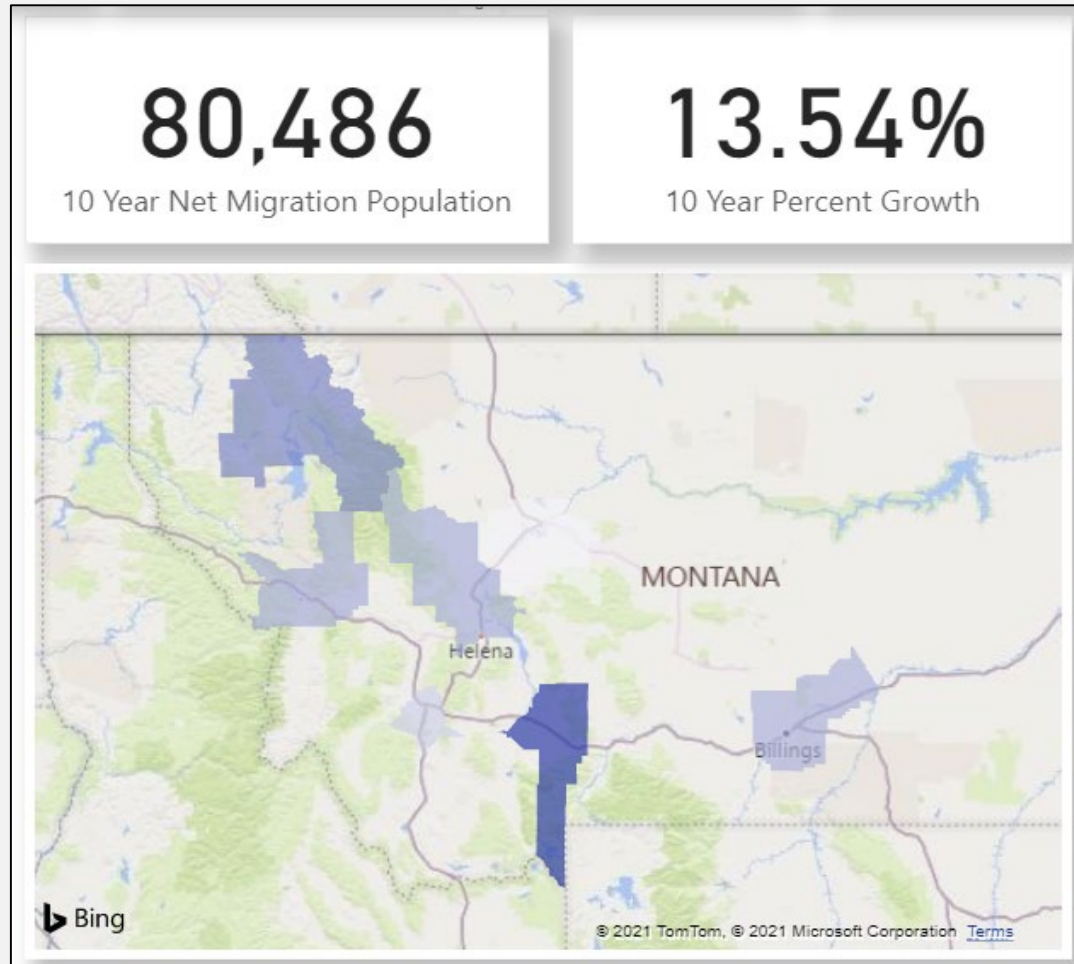 80,486
10 Year Net Migration Population
13.54%
10 Year Percent Growth
MONTANA
Helena
Billings
Bing
© 2021 TomTom, © 2021 Microsoft Corporation Terms